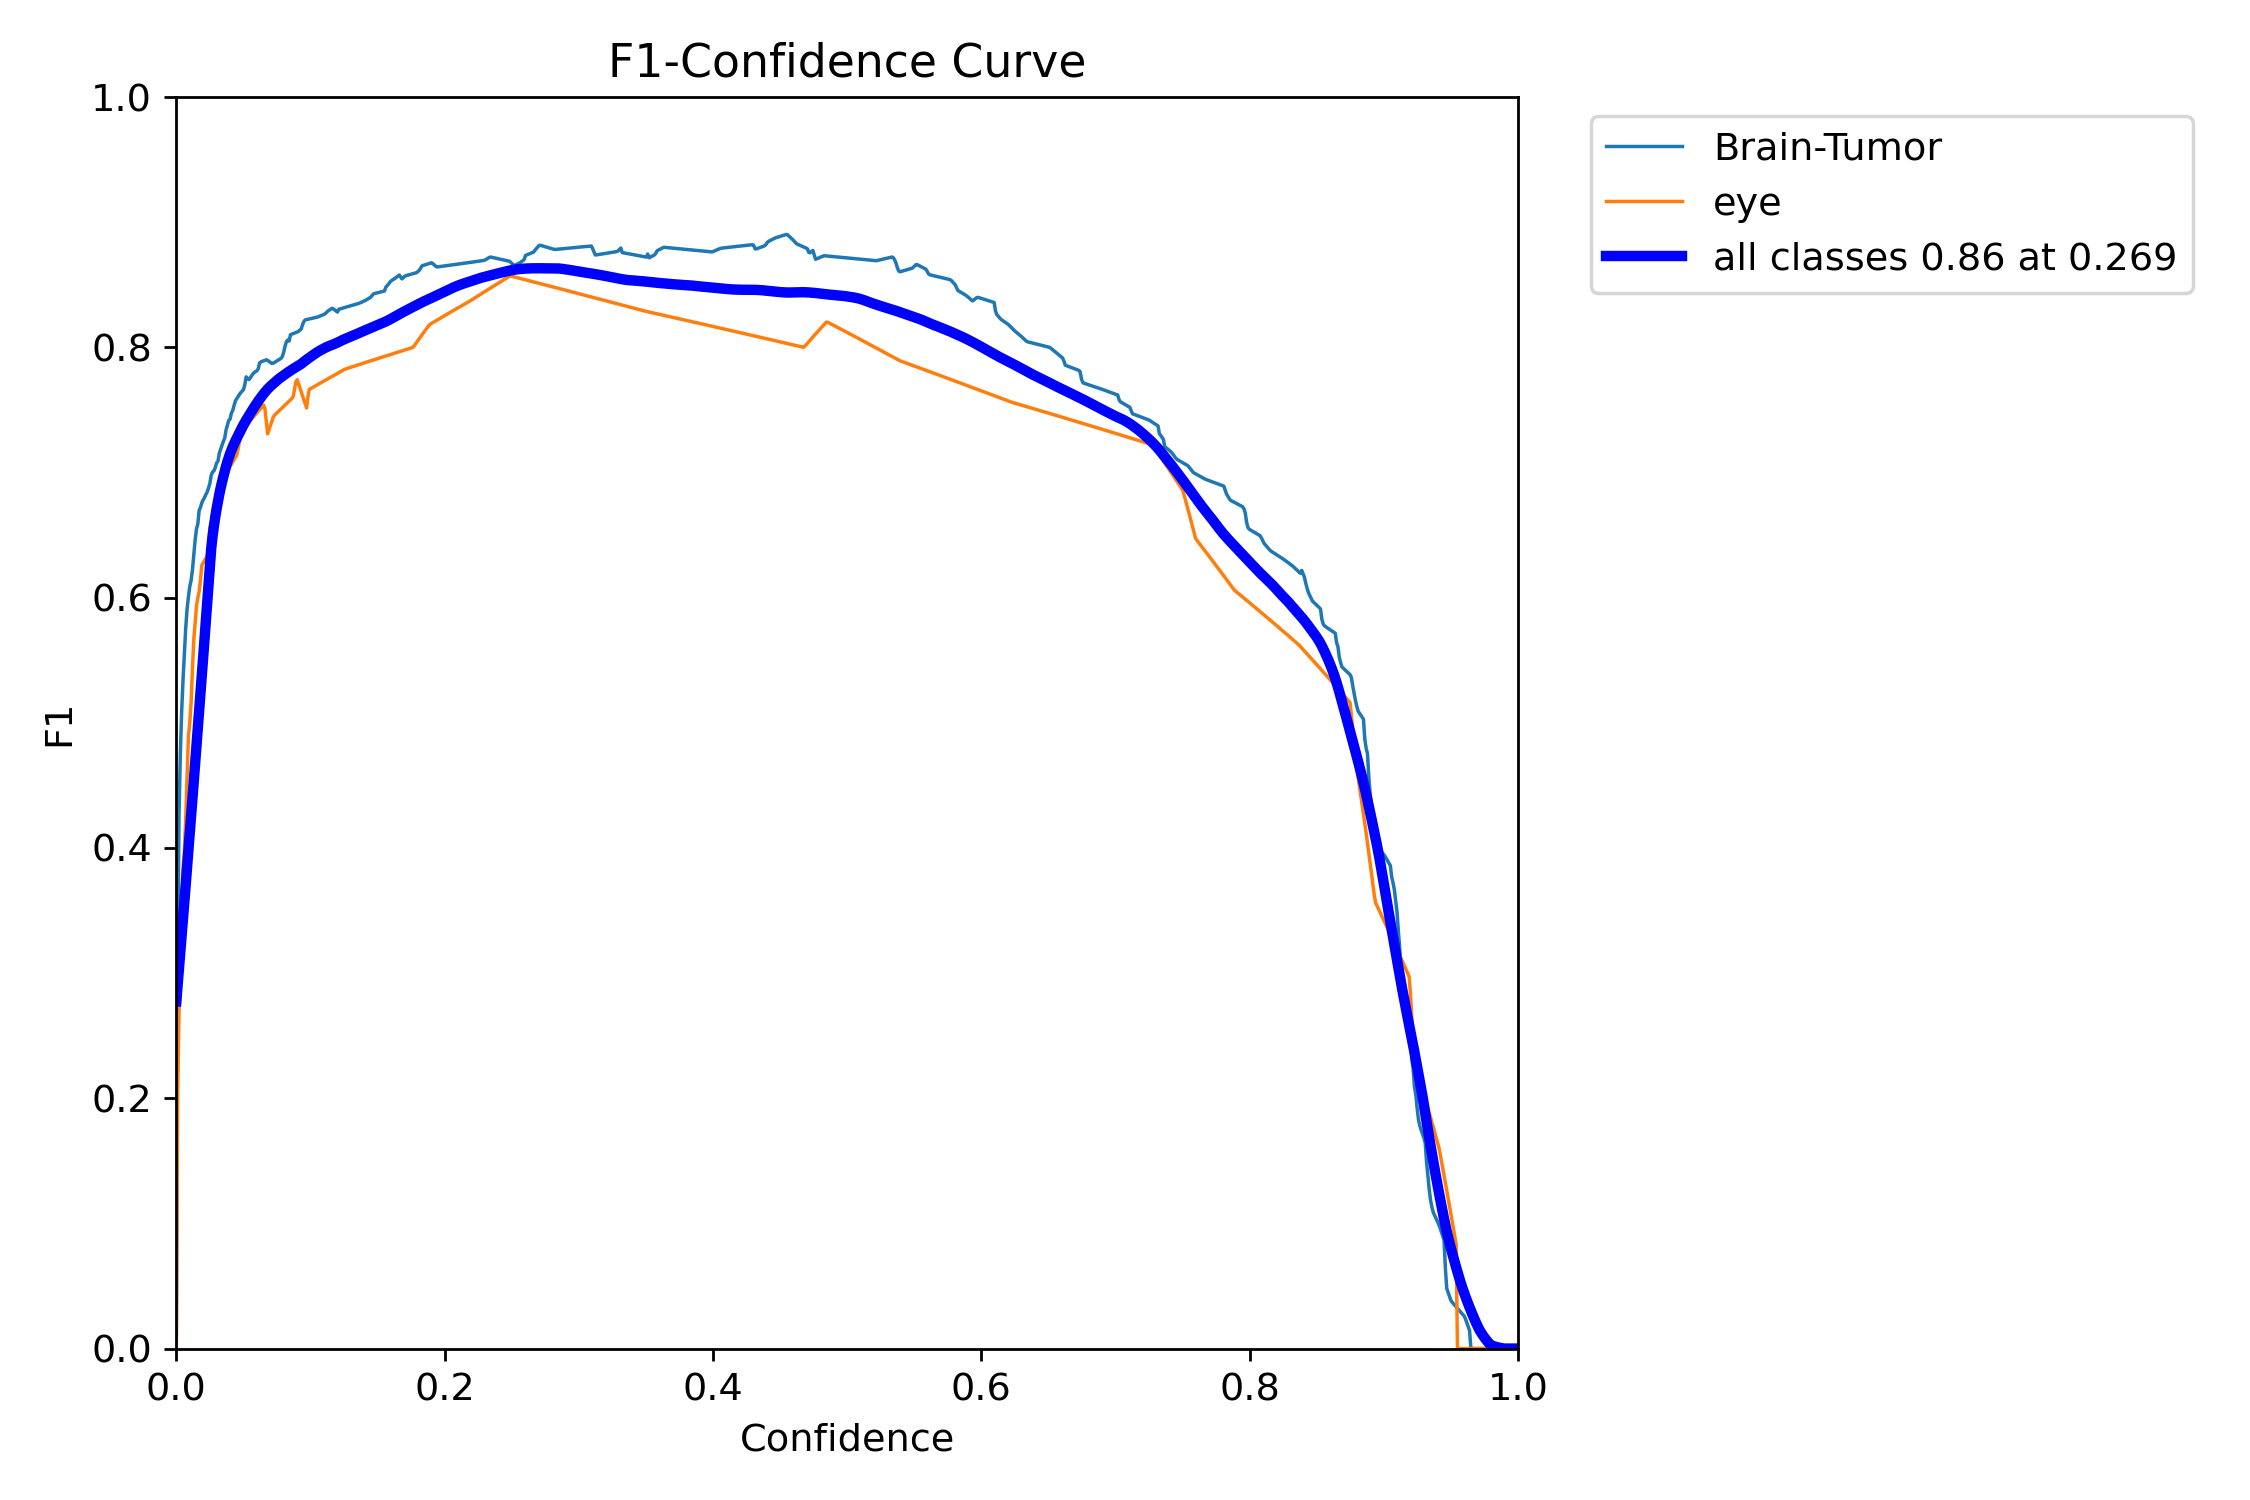 F1-Confidence Curve
1.0
0.8
0.6
0.4
0.2
0.0
F1
0.0 0.2 0.4 0.6 0.8 1.0
Confidence
Brain-Tumor
eye
all classes 0.86 at 0.269